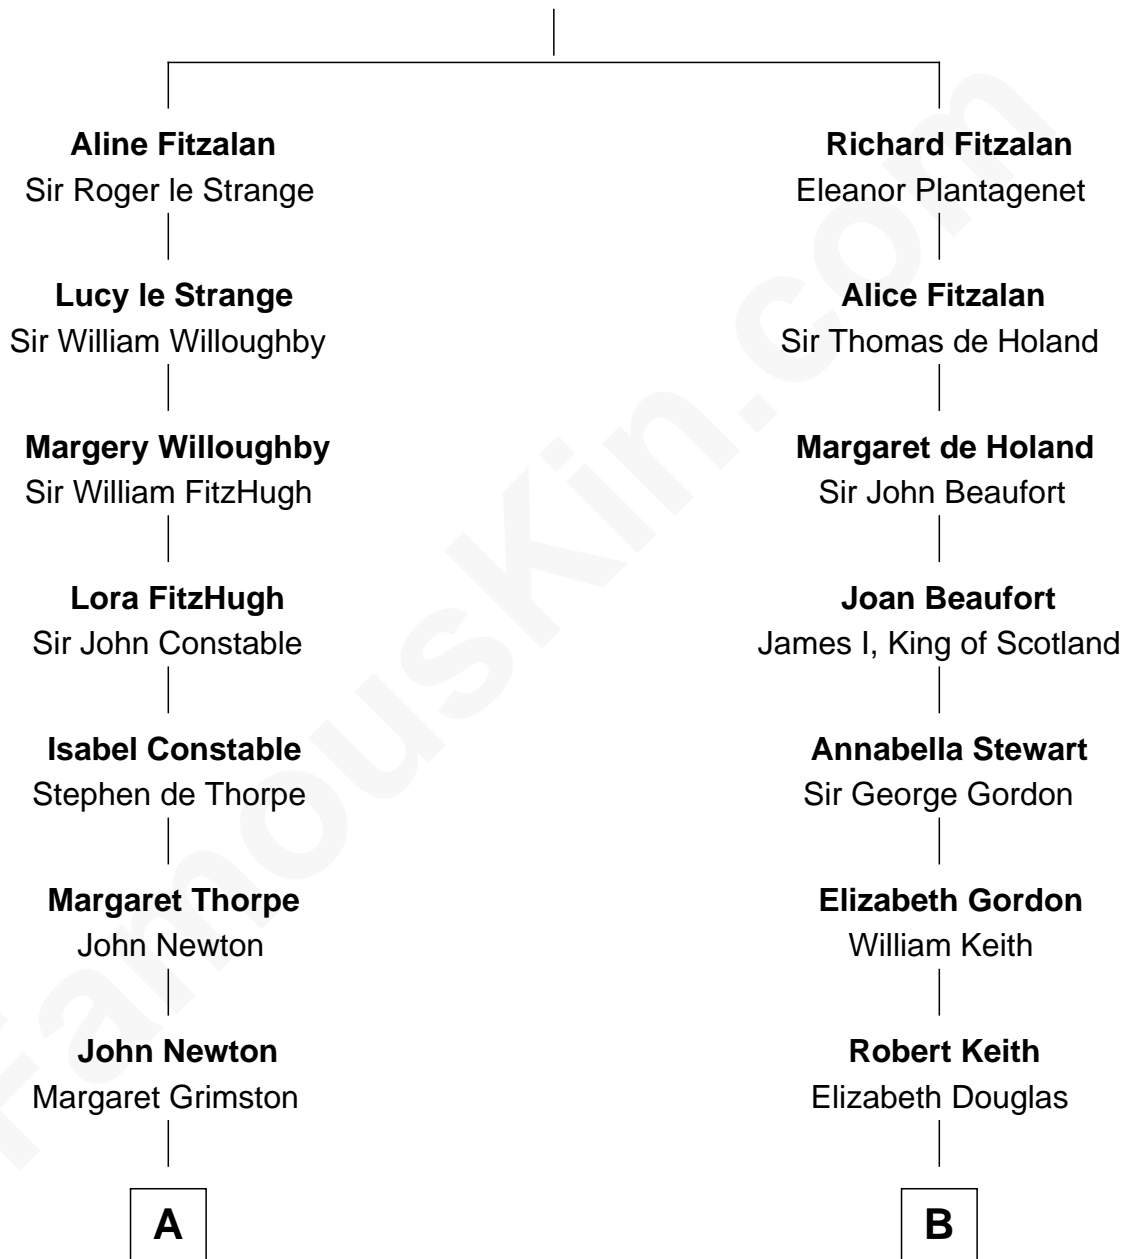 Aline Fitzalan
Sir Roger le Strange
Lucy le Strange
Sir William Willoughby
Margery Willoughby
Sir William FitzHugh
Lora FitzHugh
Sir John Constable
Isabel Constable
Stephen de Thorpe
Margaret Thorpe
John Newton
John Newton
Margaret Grimston
A
Richard Fitzalan
Eleanor Plantagenet
Alice Fitzalan
Sir Thomas de Holand
Margaret de Holand
Sir John Beaufort
Joan Beaufort
James I, King of Scotland
Annabella Stewart
Sir George Gordon
Elizabeth Gordon
William Keith
Robert Keith
Elizabeth Douglas
B
FamousKin.com